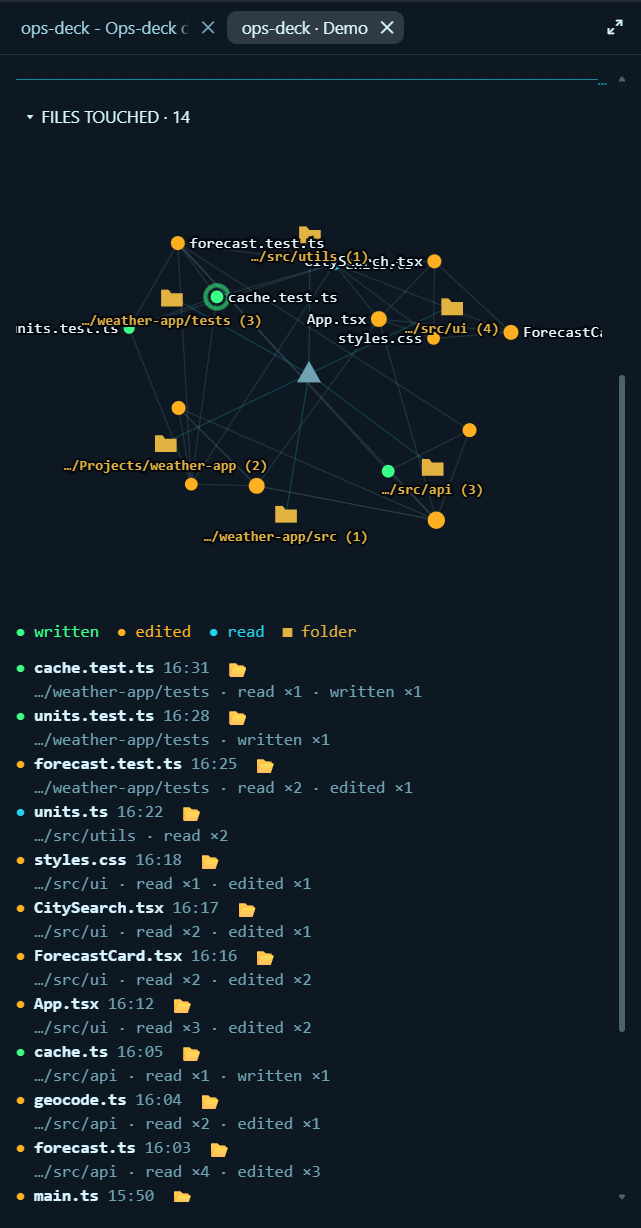 ops-deck - Ops-deck
ops-deck · Demo
FILES TOUCHED · 14
forecast.test.ts
…/src/utils (1)
CitySearch.tsx
cache.test.ts
…/weather-app/tests (3)
units.test.ts
App.tsx
…/src/ui (4)
styles.css
ForecastCa
…/Projects/weather-app (2)
…/src/api (3)
…/weather-app/src (1)
written edited read folder
cache.test.ts 16:31
…/weather-app/tests · read ×1 · written ×1
units.test.ts 16:28
…/weather-app/tests · written ×1
forecast.test.ts 16:25
…/weather-app/tests · read ×2 · edited ×1
units.ts 16:22
…/src/utils · read ×2
styles.css 16:18
…/src/ui · read ×1 · edited ×1
CitySearch.tsx 16:17
…/src/ui · read ×2 · edited ×1
ForecastCard.tsx 16:16
…/src/ui · read ×2 · edited ×2
App.tsx 16:12
…/src/ui · read ×3 · edited ×2
cache.ts 16:05
…/src/api · read ×1 · written ×1
geocode.ts 16:04
…/src/api · read ×2 · edited ×1
forecast.ts 16:03
…/src/api · read ×4 · edited ×3
main.ts 15:50